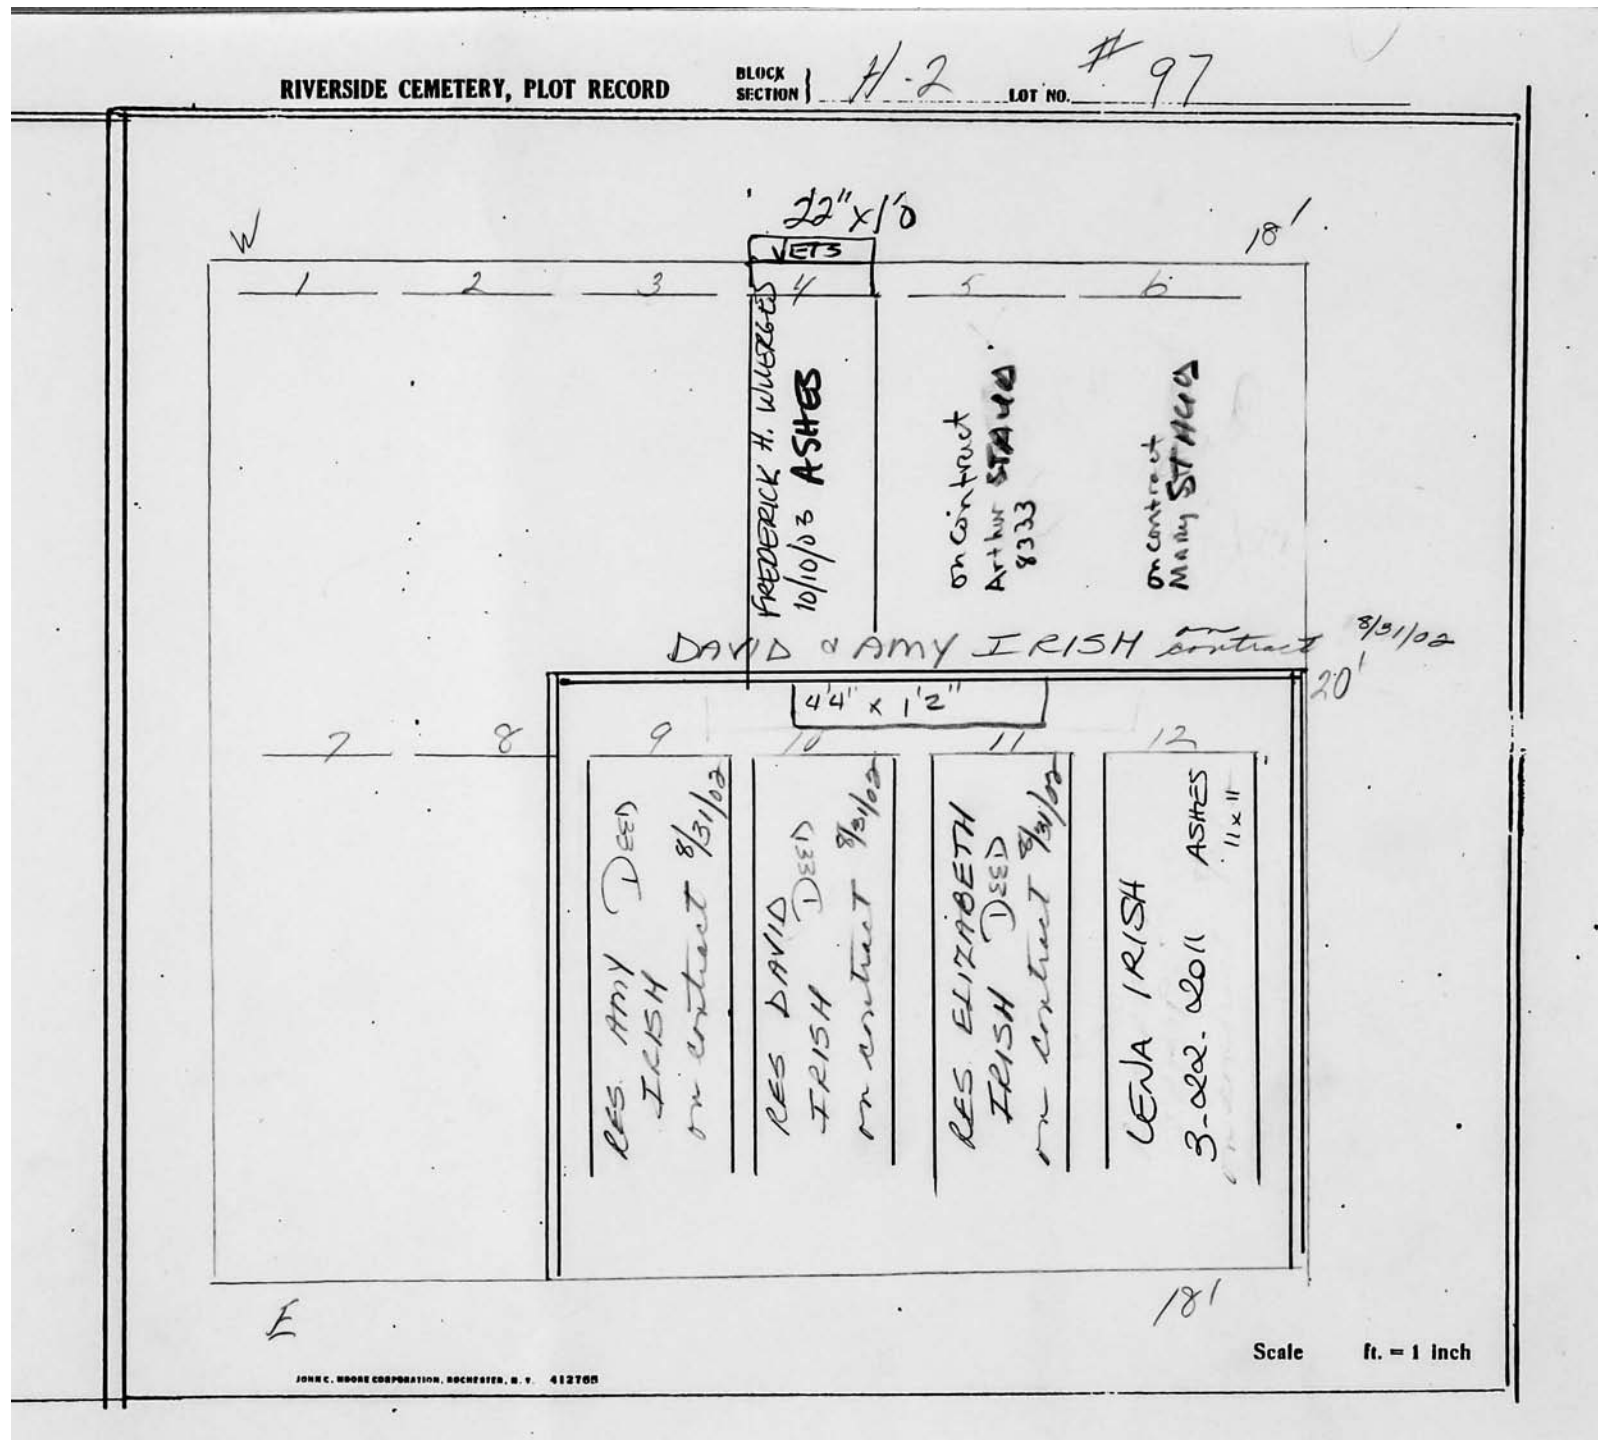 RIVERSIDE CEMETERY, PLOT RECORD BLOCK SECTION H-2 LOT NO. # 97
22" x 1'0
W
18'
VETS
1 2 3 4 5 6
FREDERICK H. WUERGES
10/10/03 ASHES
on contract
Arthur
8333
on contract
Mary
DAVID & AMY IRISH on contract 8/31/02
20'
4'4" x 1'2"
7 8 9 10 11 12
RES. AMY DEED
IRISH
on contract 8/31/02
RES DAVID
IRISH DEED
on contract 8/31/02
RES. ELIZABETH
IRISH DEED
on contract 8/31/02
LENA IRISH
3-22-2011 ASHES
11 x 11
E
18'
Scale ft. = 1 inch
JOHN C. MOORE CORPORATION, ROCHESTER, N. Y. 412765